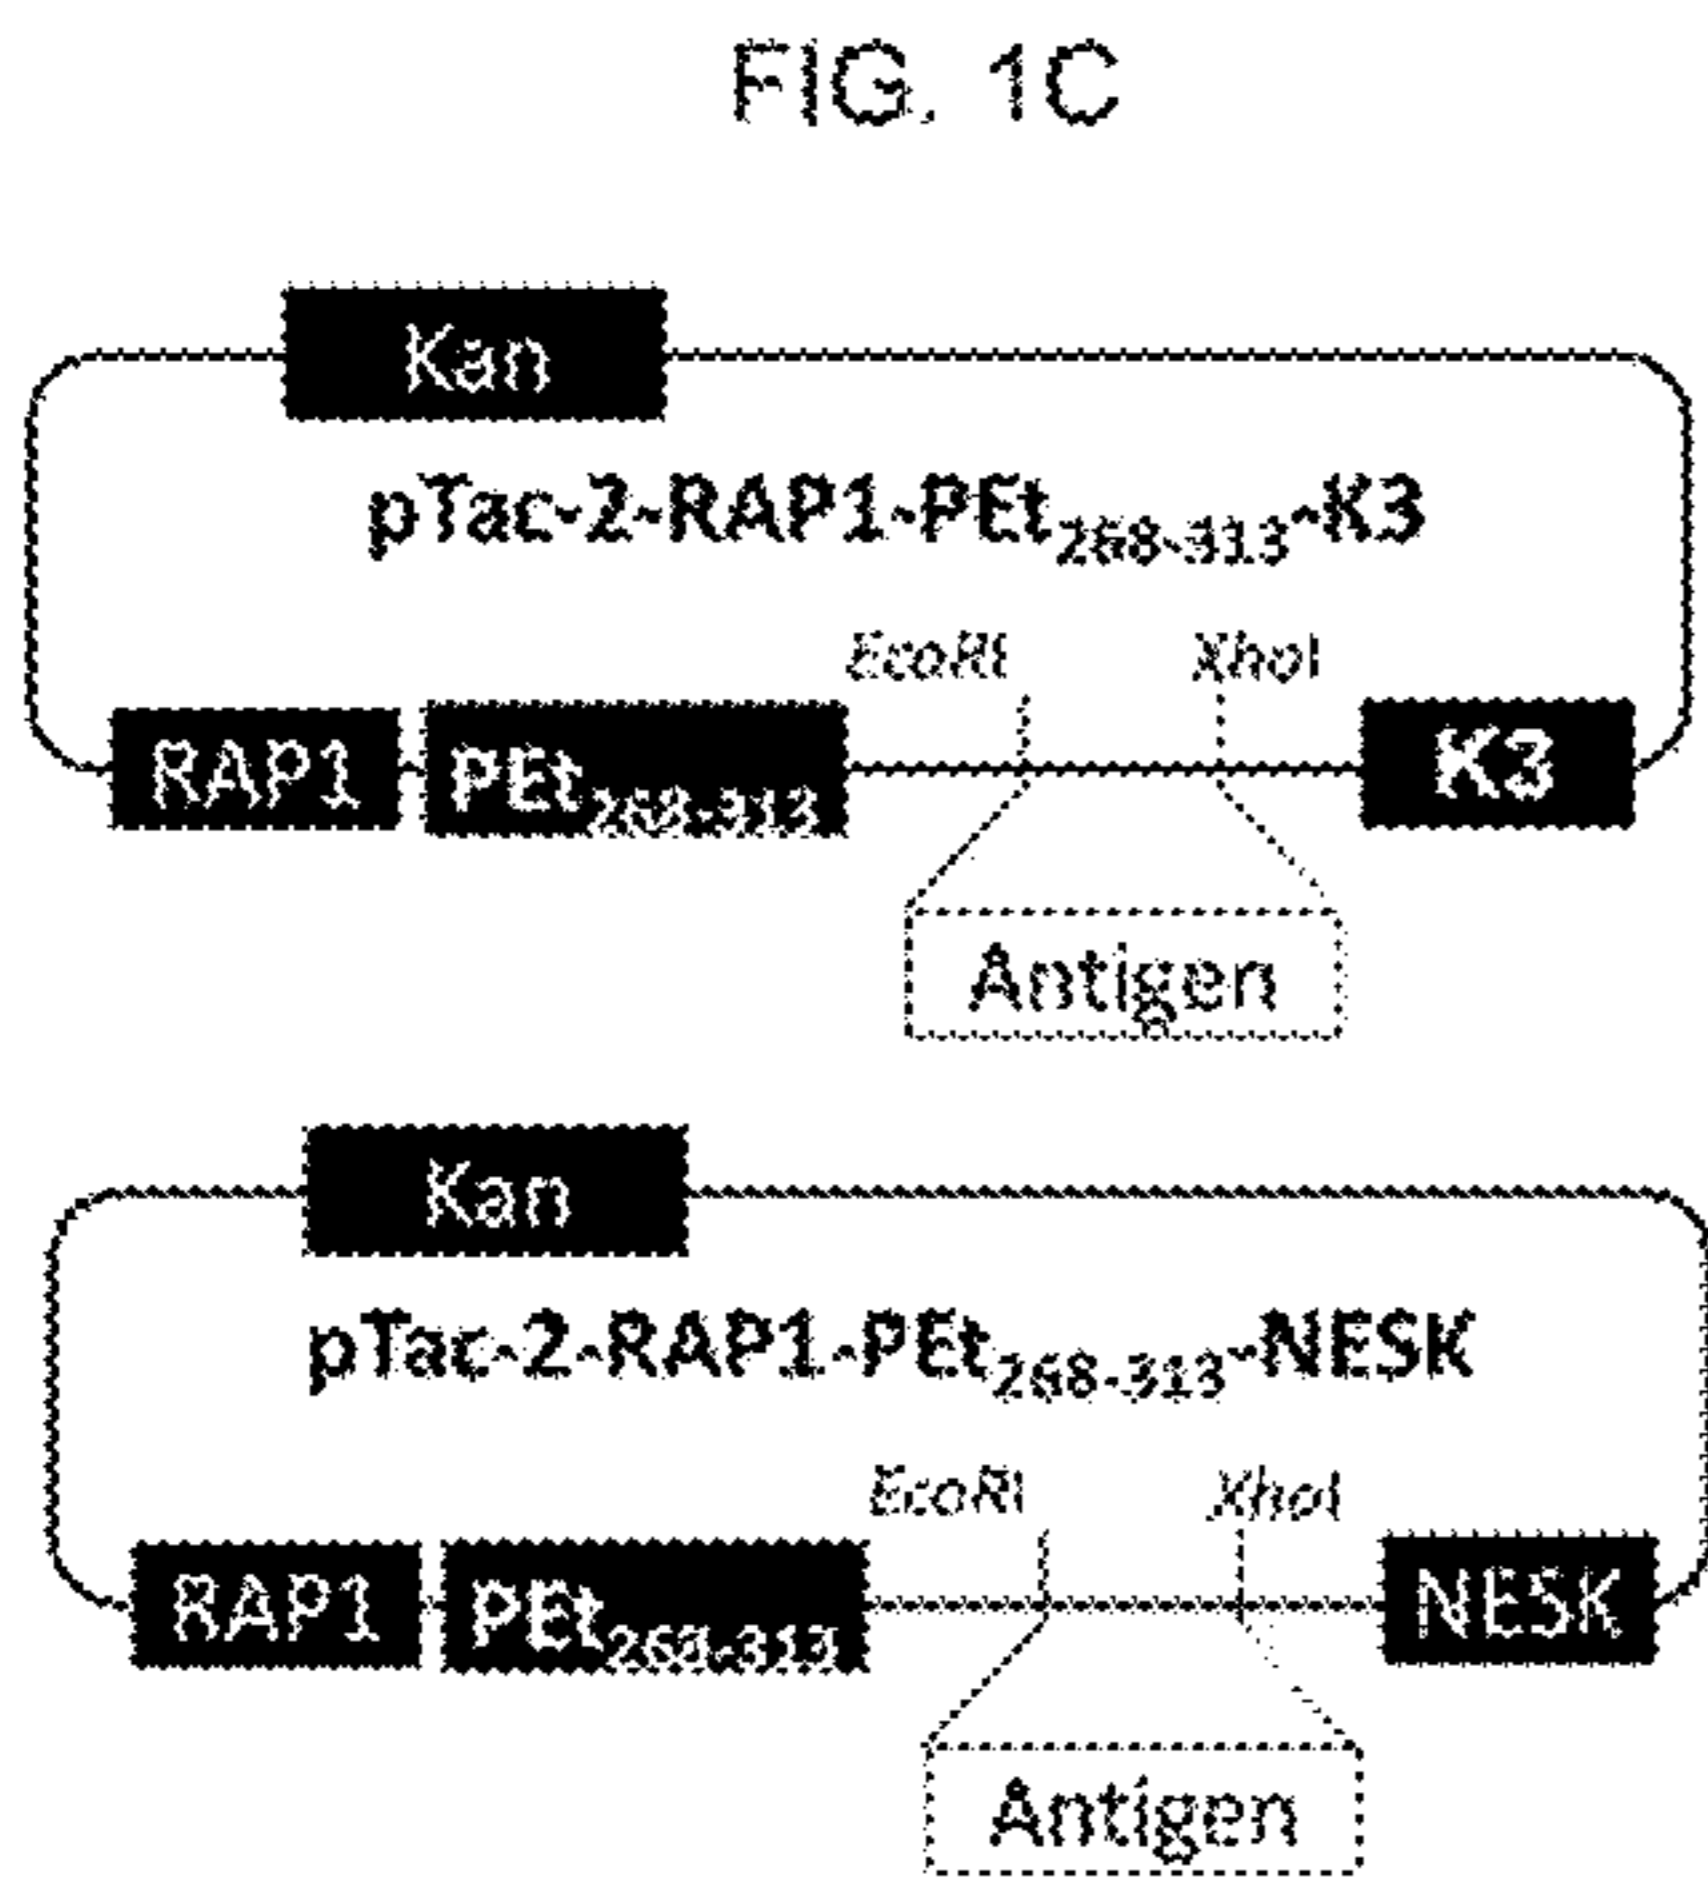 FIG. 1C
Kan
pTac-2-RAP1-PEt268-313-K3
EcoRI XhoI
RAP1 PEt268-313 K3
Antigen
Kan
pTac-2-RAP1-PEt268-313-NESK
EcoRI XhoI
RAP1 PEt268-313 NESK
Antigen